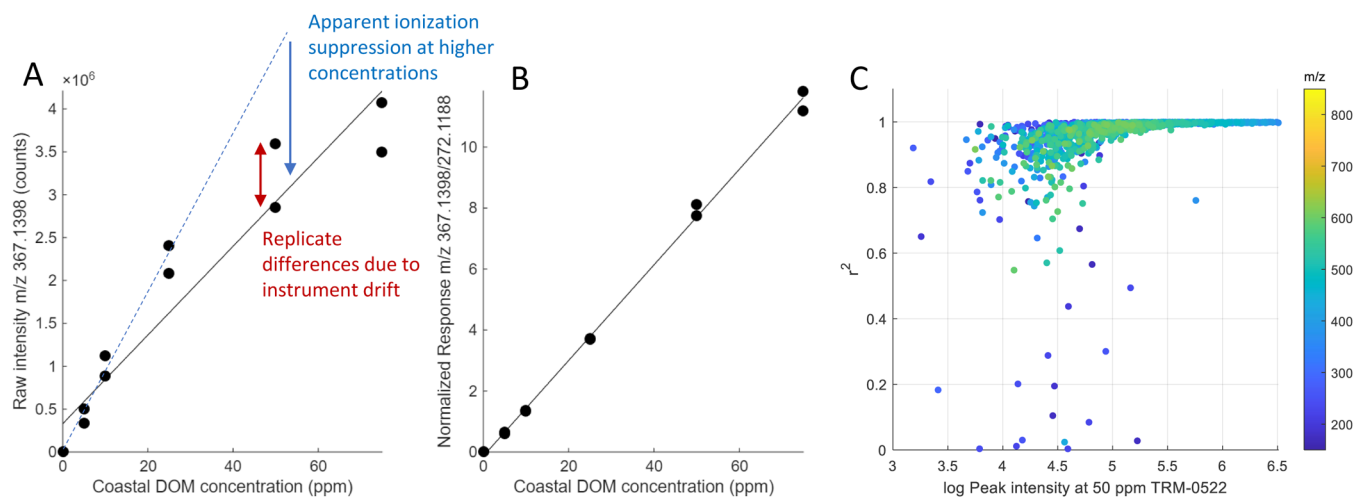 A
×10⁶
Apparent ionization
suppression at higher
concentrations
Replicate
differences due to
instrument drift
Raw intensity m/z 367.1398 (counts)
4
3.5
3
2.5
2
1.5
1
0.5
0
0
20
40
60
Coastal DOM concentration (ppm)
B
Normalized Response m/z 367.1398/272.1188
10
8
6
4
2
0
0
20
40
60
Coastal DOM concentration (ppm)
C
r²
1
0.8
0.6
0.4
0.2
0
3
3.5
4
4.5
5
5.5
6
6.5
log Peak intensity at 50 ppm TRM-0522
m/z
800
700
600
500
400
300
200